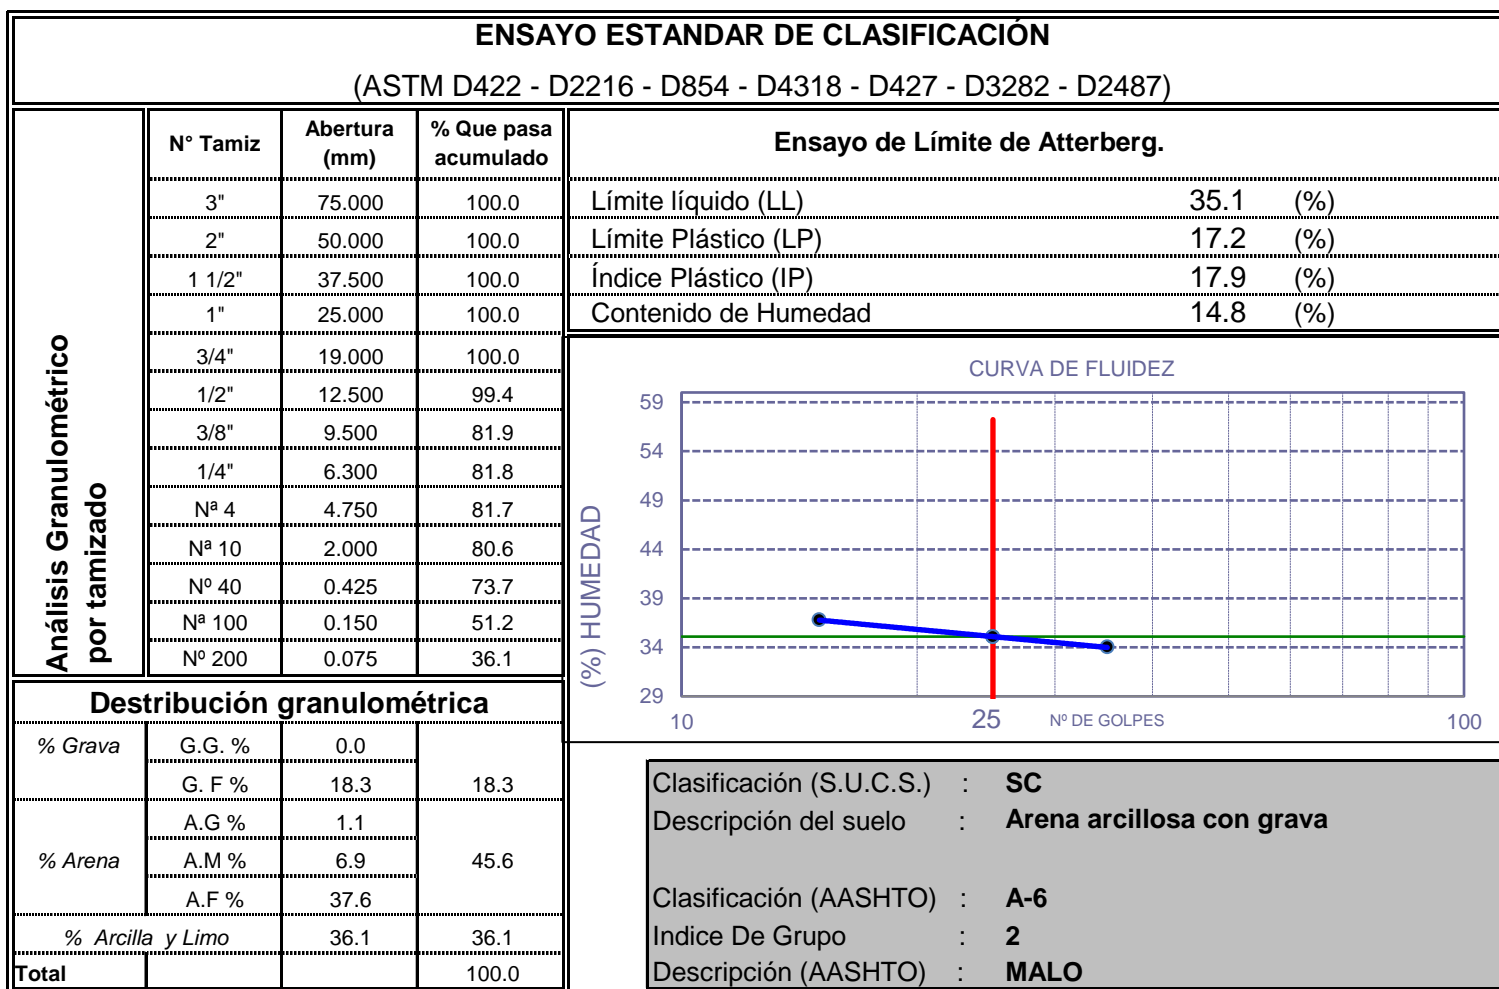 ENSAYO ESTANDAR DE CLASIFICACIÓN
(ASTM D422 - D2216 - D854 - D4318 - D427 - D3282 - D2487)
Análisis Granulométrico
por tamizado
N° Tamiz Abertura (mm) % Que pasa acumulado
3" 75.000 100.0
2" 50.000 100.0
1 1/2" 37.500 100.0
1" 25.000 100.0
3/4" 19.000 100.0
1/2" 12.500 99.4
3/8" 9.500 81.9
1/4" 6.300 81.8
Nª 4 4.750 81.7
Nª 10 2.000 80.6
Nº 40 0.425 73.7
Nª 100 0.150 51.2
Nº 200 0.075 36.1
Ensayo de Límite de Atterberg.
Límite líquido (LL) 35.1 (%)
Límite Plástico (LP) 17.2 (%)
Índice Plástico (IP) 17.9 (%)
Contenido de Humedad 14.8 (%)
CURVA DE FLUIDEZ
(%) HUMEDAD
59
54
49
44
39
34
29
10 25 Nº DE GOLPES 100
Destribución granulométrica
% Grava G.G. % 0.0
G. F % 18.3 18.3
A.G % 1.1
% Arena A.M % 6.9 45.6
A.F % 37.6
% Arcilla y Limo 36.1 36.1
Total 100.0
Clasificación (S.U.C.S.) : SC
Descripción del suelo : Arena arcillosa con grava
Clasificación (AASHTO) : A-6
Indice De Grupo : 2
Descripción (AASHTO) : MALO